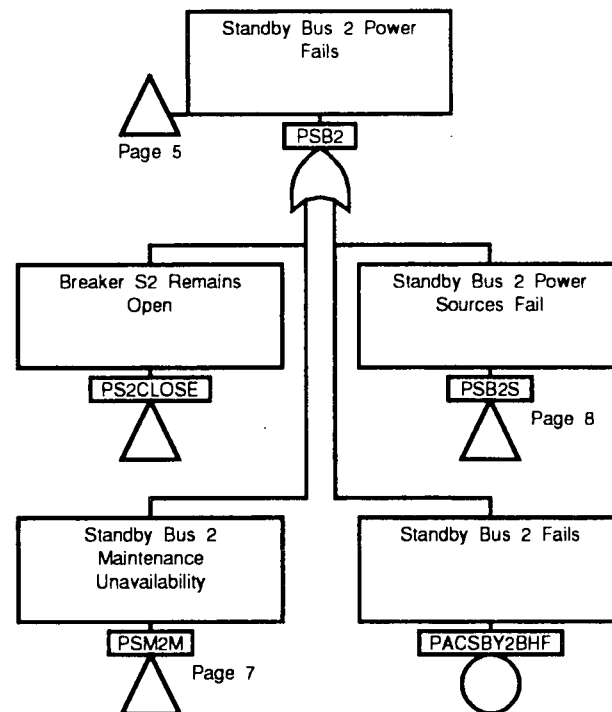 Standby Bus 2 Power
Fails
Page 5
PSB2
Breaker S2 Remains
Open
PS2CLOSE
Standby Bus 2 Power
Sources Fail
PSB2S
Page 8
Standby Bus 2
Maintenance
Unavailability
PSM2M
Page 7
Standby Bus 2 Fails
PACSBY2BHF